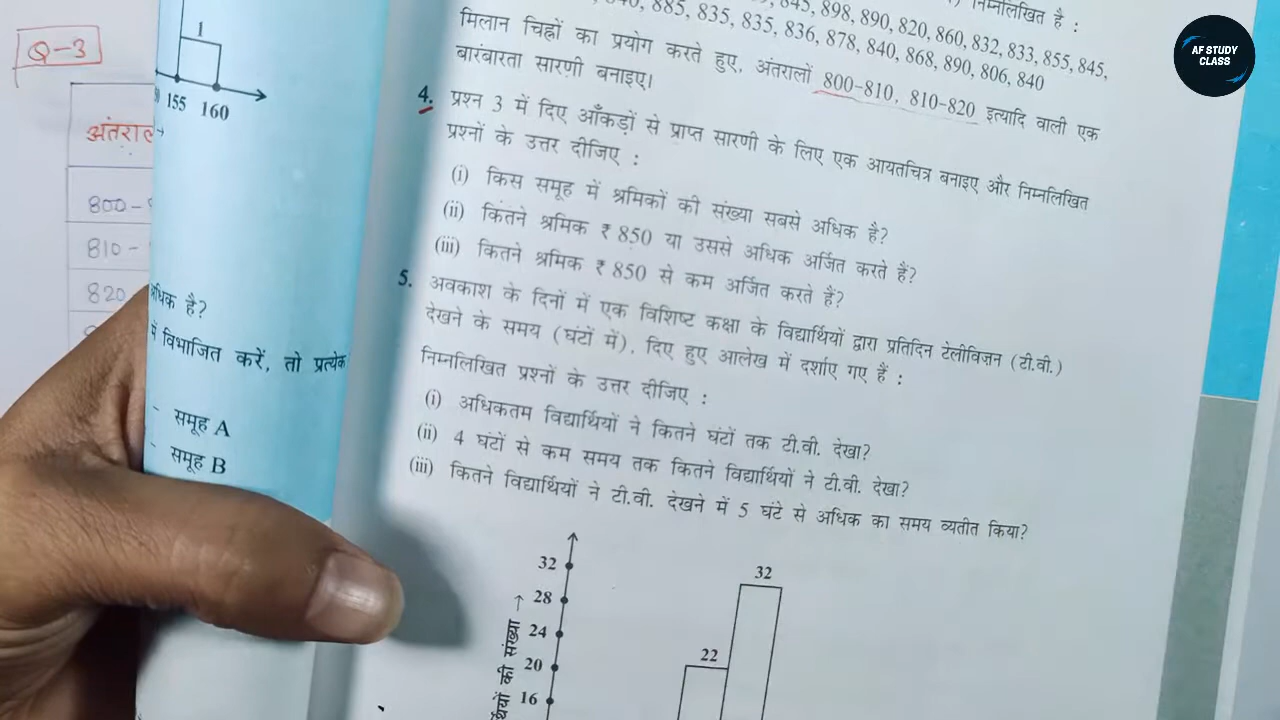 Q-3
अंतराल
800-
810-
820
1
155 160
धिक है?
में विभाजित करें, तो प्रत्येक
- समूह A
- समूह B
निम्नलिखित है :
845, 898, 890, 820, 860, 832, 833, 855, 845,
885, 835, 835, 836, 878, 840, 868, 890, 806, 840
मिलान चिह्नों का प्रयोग करते हुए, अंतरालों 800-810, 810-820 इत्यादि वाली एक
बारंबारता सारणी बनाइए।
4. प्रश्न 3 में दिए आँकड़ों से प्राप्त सारणी के लिए एक आयतचित्र बनाइए और निम्नलिखित
प्रश्नों के उत्तर दीजिए :
(i) किस समूह में श्रमिकों की संख्या सबसे अधिक है?
(ii) कितने श्रमिक ₹ 850 या उससे अधिक अर्जित करते हैं?
(iii) कितने श्रमिक ₹ 850 से कम अर्जित करते हैं?
5. अवकाश के दिनों में एक विशिष्ट कक्षा के विद्यार्थियों द्वारा प्रतिदिन टेलीविज़न (टी.वी.)
देखने के समय (घंटों में), दिए हुए आलेख में दर्शाए गए हैं :
निम्नलिखित प्रश्नों के उत्तर दीजिए :
(i) अधिकतम विद्यार्थियों ने कितने घंटों तक टी.वी. देखा?
(ii) 4 घंटों से कम समय तक कितने विद्यार्थियों ने टी.वी. देखा?
(iii) कितने विद्यार्थियों ने टी.वी. देखने में 5 घंटे से अधिक का समय व्यतीत किया?
32
28
24
20
16
की संख्या →
32
22
AF STUDY
CLASS